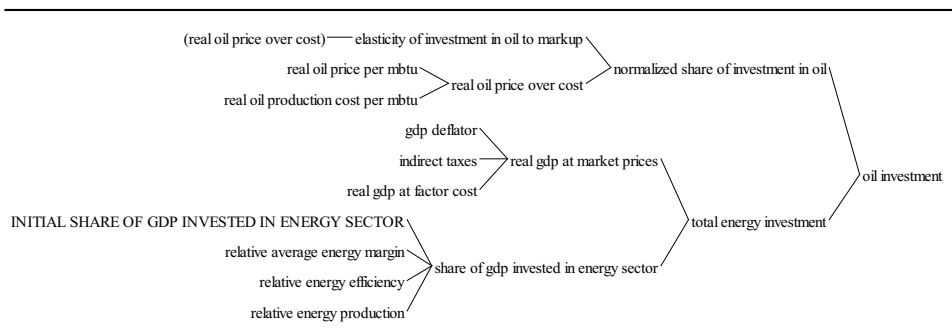 (real oil price over cost) elasticity of investment in oil to markup
real oil price per mbtu
normalized share of investment in oil
real oil price over cost
real oil production cost per mbtu
gdp deflator
indirect taxes real gdp at market prices
oil investment
real gdp at factor cost
INITIAL SHARE OF GDP INVESTED IN ENERGY SECTOR total energy investment
relative average energy margin
share of gdp invested in energy sector
relative energy efficiency
relative energy production